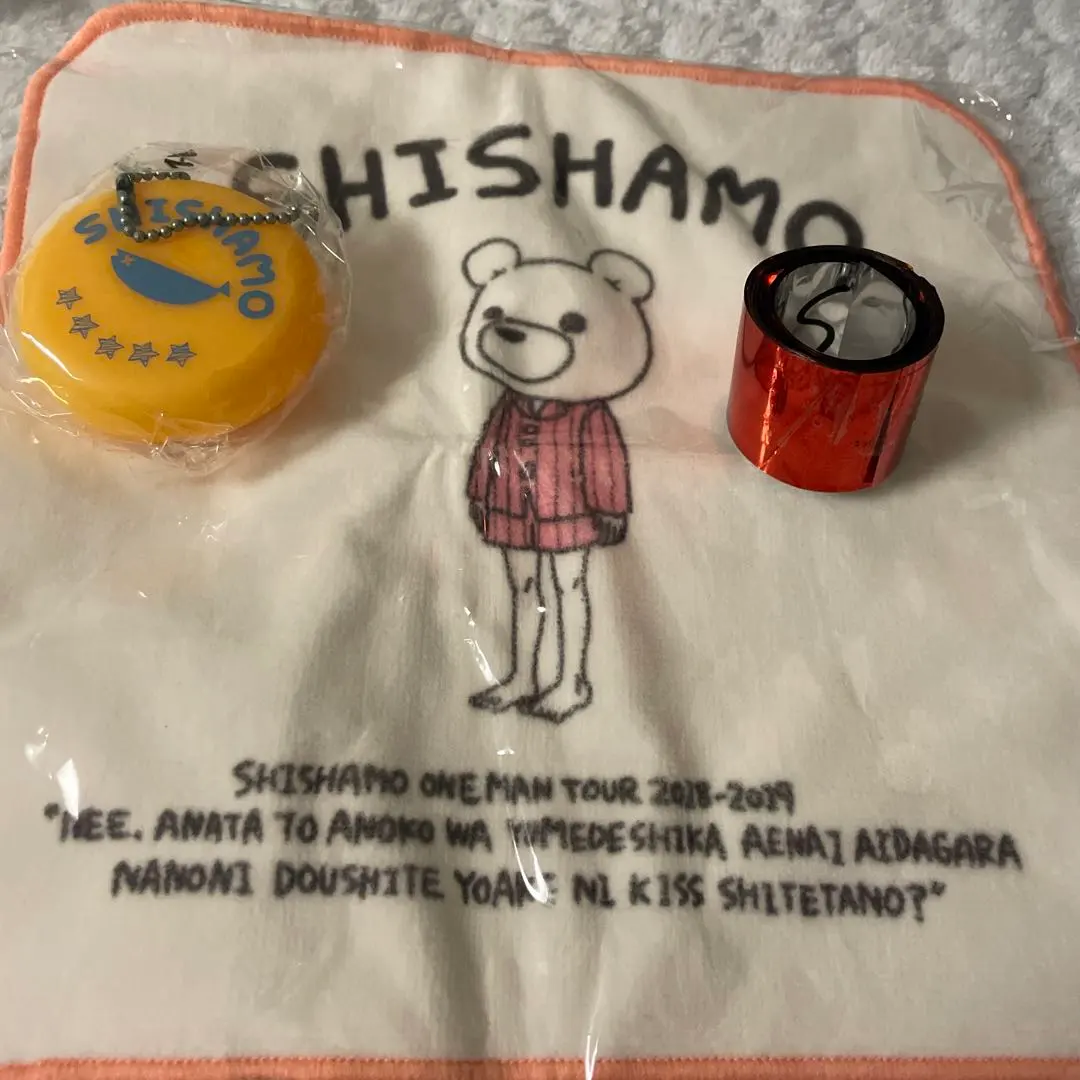 SHISHAMO
SHISHAMO
SHISHAMO ONE MAN TOUR 2018-2019
"NEE, ANATA TO ANOKO WA YUMEDESHIKA AENAI AIDAGARA
NANONI DOUSHITE YOAKE NI KISS SHITETANO?"